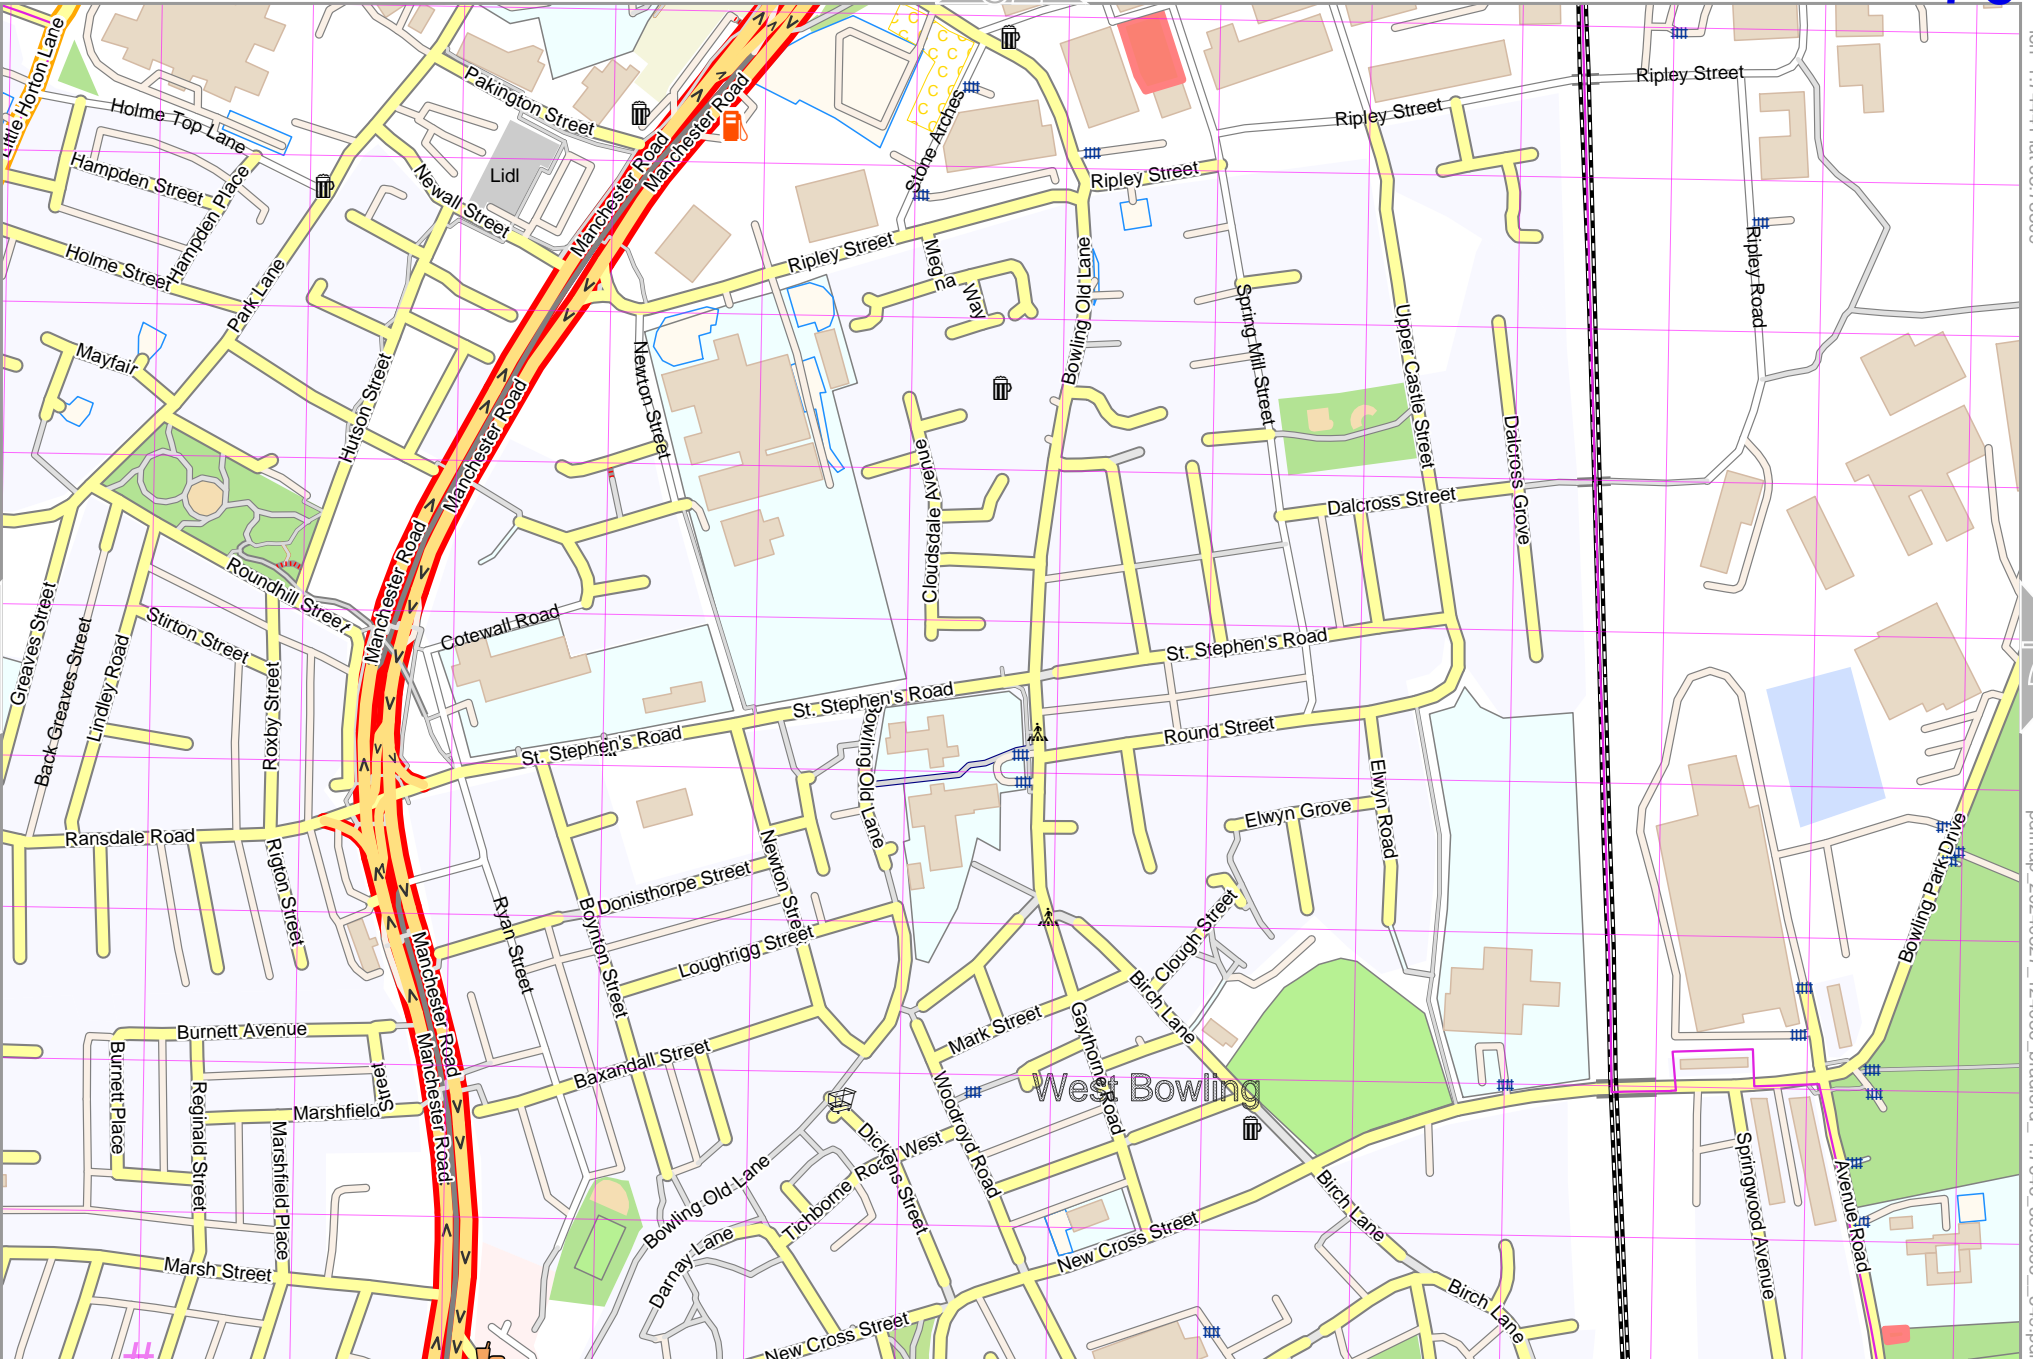 Little Horton Lane
Holme Top Lane
Pakington Street
Manchester Road
Manchester Road
Ripley Street
Ripley Street
Stone Arches
Lidl
Hampden Street
Hampden Place
Newall Street
Ripley Street
Ripley Street
Ripley Road
Holme Street
Park Lane
Megna
Way
Bowling Old Lane
Spring Mill Street
Upper Castle Street
Mayfair
Hutson Street
Newton Street
Manchester Road
Cloudsdale Avenue
Dalcross Street
Dalcross Grove
Manchester Road
Roundhill Street
Greaves Street
Back Greaves Street
Lindley Road
Stirton Street
Roxby Street
Cotewall Road
St. Stephen's Road
St. Stephen's Road
St. Stephen's Road
Round Street
Bowling Old Lane
Elwyn Grove
Elwyn Road
Ransdale Road
Rigton Street
Newton Street
Donisthorpe Street
Boynton Street
Ryan Street
Loughrigg Street
Clough Street
Birch Lane
Bowling Park Drive
Manchester Road
Manchester Road
Burnett Avenue
Burnett Place
Mark Street
Gaythorne Road
Baxandall Street
West Bowling
Reginald Street
Marshfield
Street
Marshfield Place
Woodroyd Road
Dickens Street
Tichborne Road West
Bowling Old Lane
Darnay Lane
Birch Lane
Springwood Avenue
Avenue Road
Marsh Street
New Cross Street
New Cross Street
Birch Lane
#